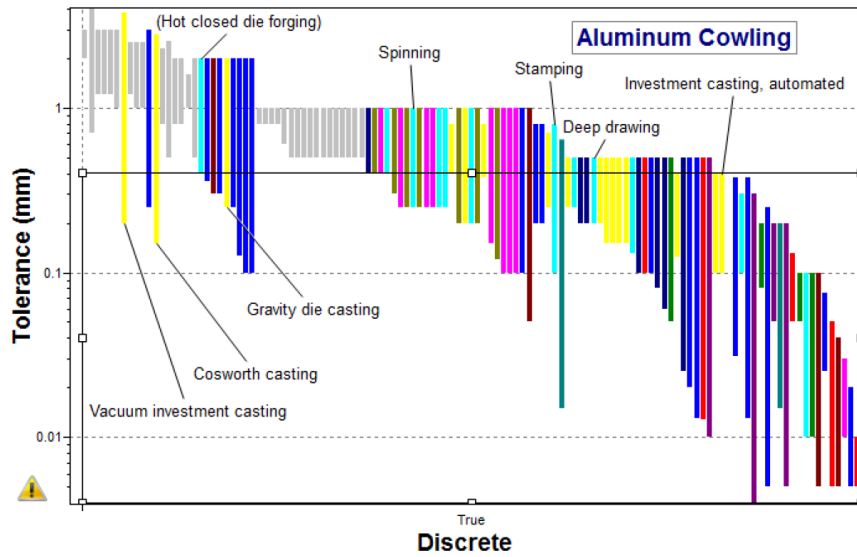 (Hot closed die forging)
Aluminum Cowling
Spinning
Stamping
Investment casting, automated
Deep drawing
1
0.1
0.01
Tolerance (mm)
Gravity die casting
Cosworth casting
Vacuum investment casting
True
Discrete